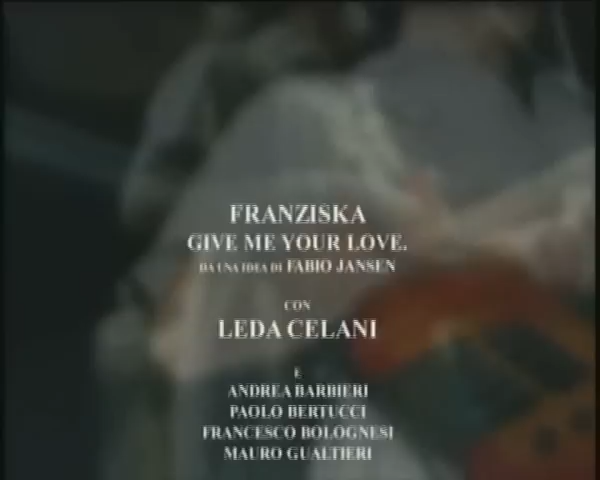 FRANZISKA
GIVE ME YOUR LOVE.
DA UNA IDEA DI FABIO JANSEN
CON
LEDA CELANI
E
ANDREA BARBIERI
PAOLO BERTUCCI
FRANCESCO BOLOGNESI
MAURO GUALTIERI